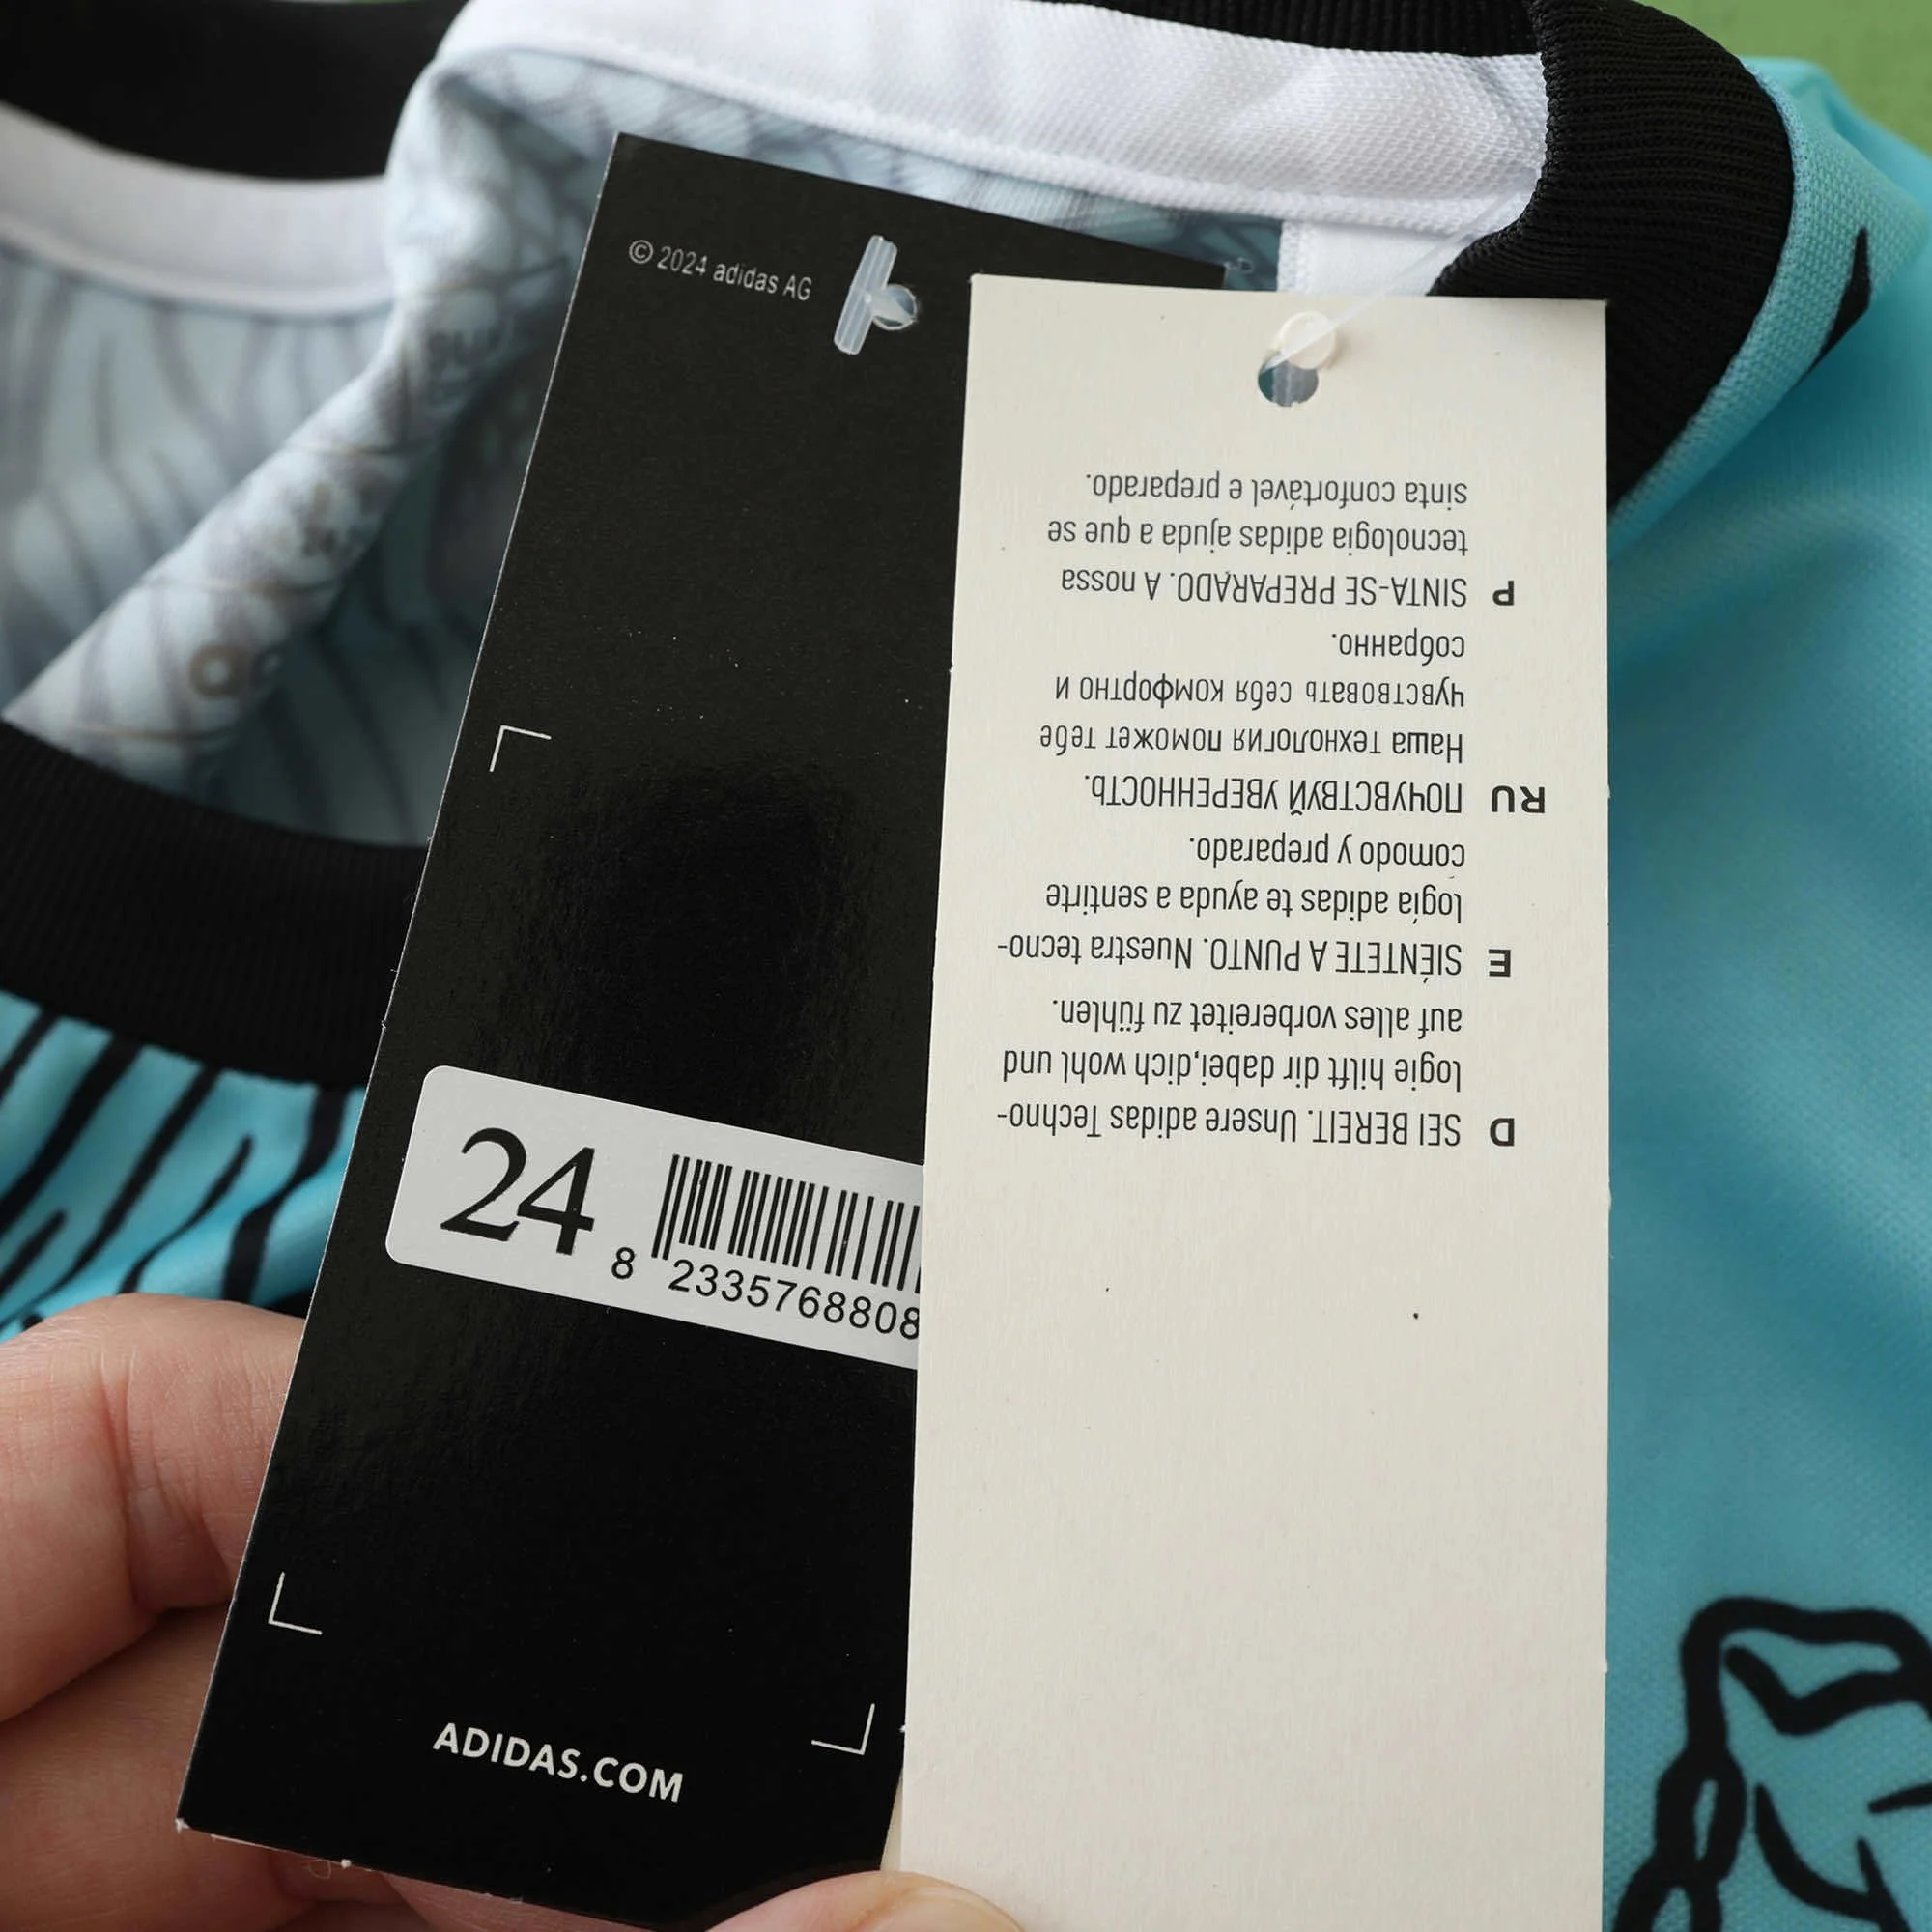 © 2024 adidas AG
24
8 2335768808
ADIDAS.COM
D SEI BEREIT. Unsere adidas Techno-
logie hilft dir dabei,dich wohl und
auf alles vorbereitet zu fühlen.
E SIÉNTETE A PUNTO. Nuestra tecno-
logía adidas te ayuda a sentirte
comodo y preparado.
RU ПОЧУВСТВУЙ УВЕРЕННОСТЬ.
Наша технология поможет тебе
чувствовать себя комфортно и
собранно.
P SINTA-SE PREPARADO. A nossa
tecnologia adidas ajuda a que se
sinta confortável e preparado.